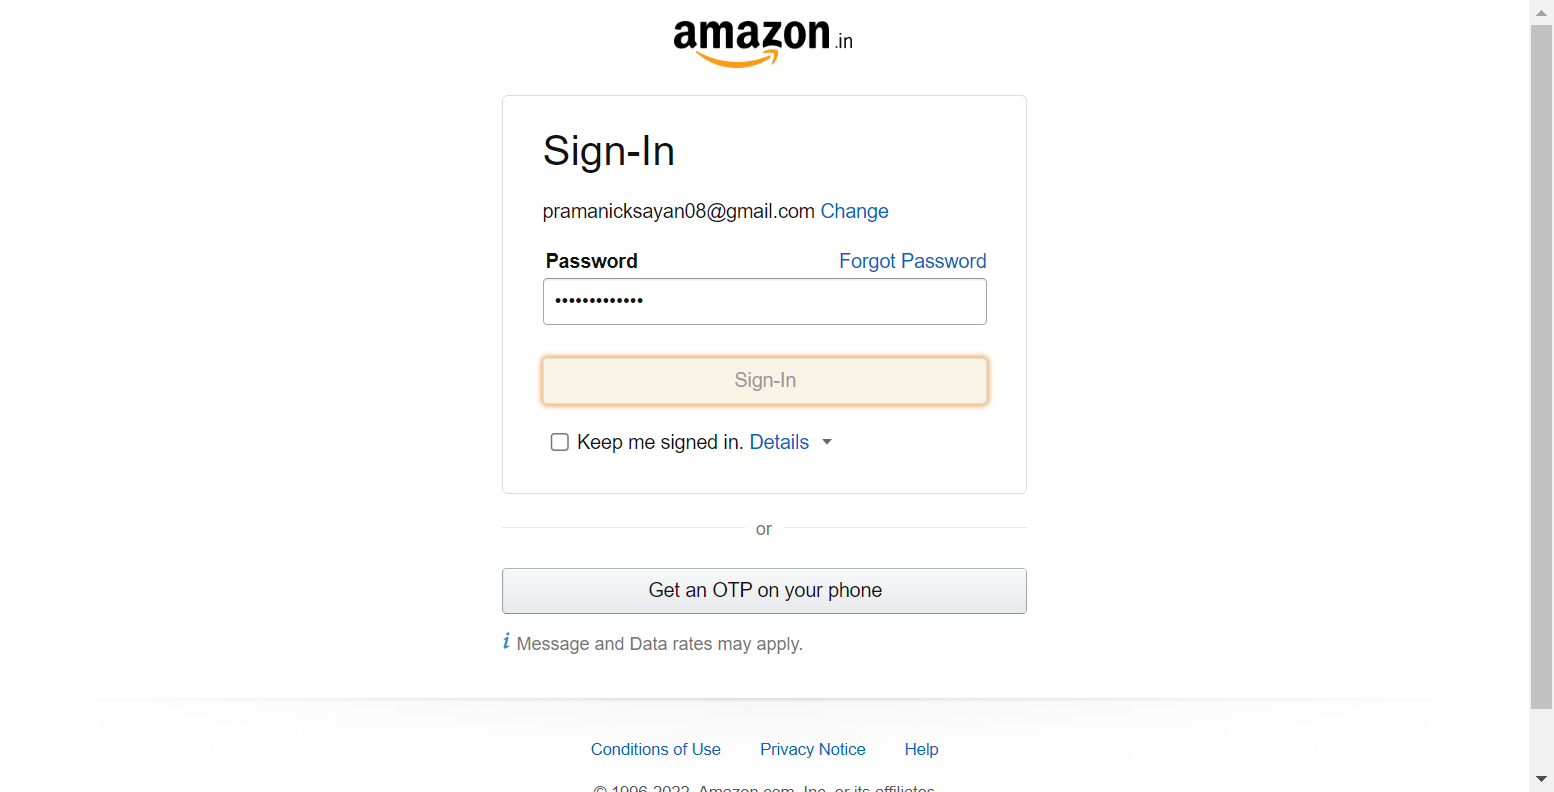 amazon.in
Sign-In
pramanicksayan08@gmail.com Change
Password Forgot Password
•••••••••••••
Sign-In
Keep me signed in. Details
or
Get an OTP on your phone
i Message and Data rates may apply.
Conditions of Use Privacy Notice Help
© 1996-2022, Amazon.com, Inc. or its affiliates